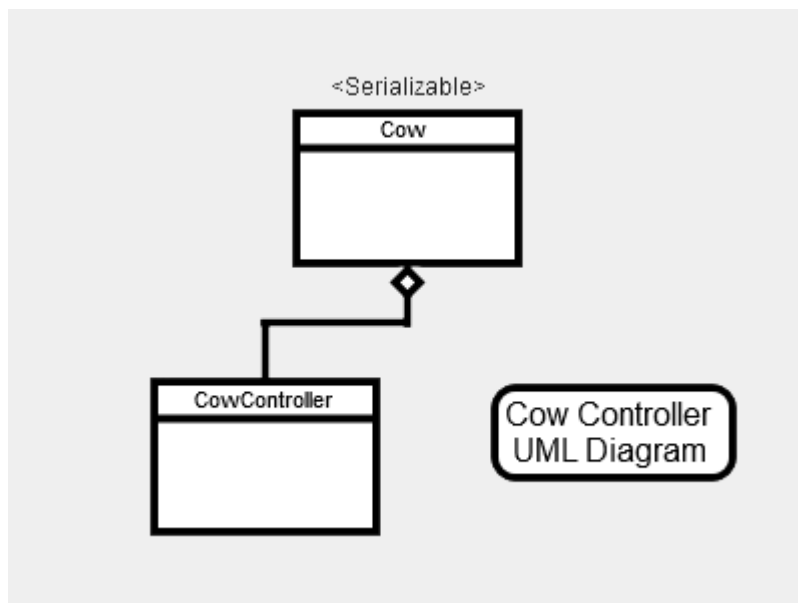 <Serializable>
Cow
CowController
Cow Controller
UML Diagram